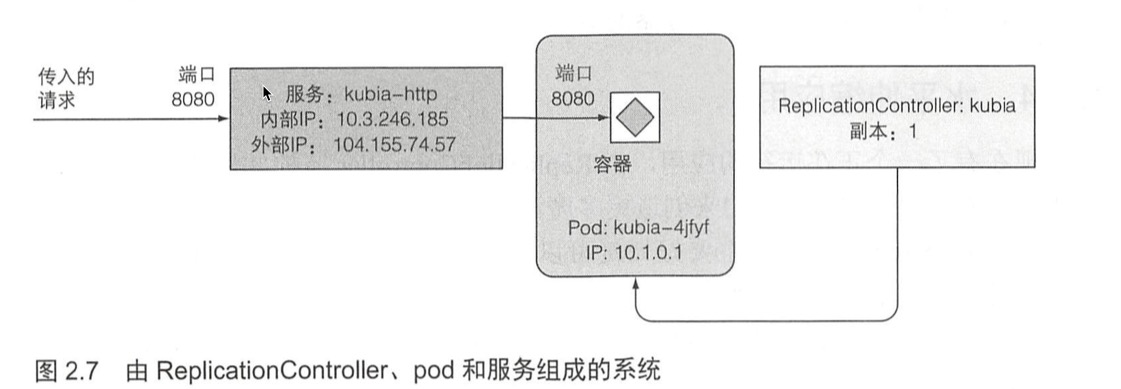 传入的
请求
端口
8080
服务：kubia-http
内部IP：10.3.246.185
外部IP：104.155.74.57
端口
8080
容器
Pod: kubia-4jfyf
IP: 10.1.0.1
ReplicationController: kubia
副本：1
图 2.7 由 ReplicationController、pod 和服务组成的系统